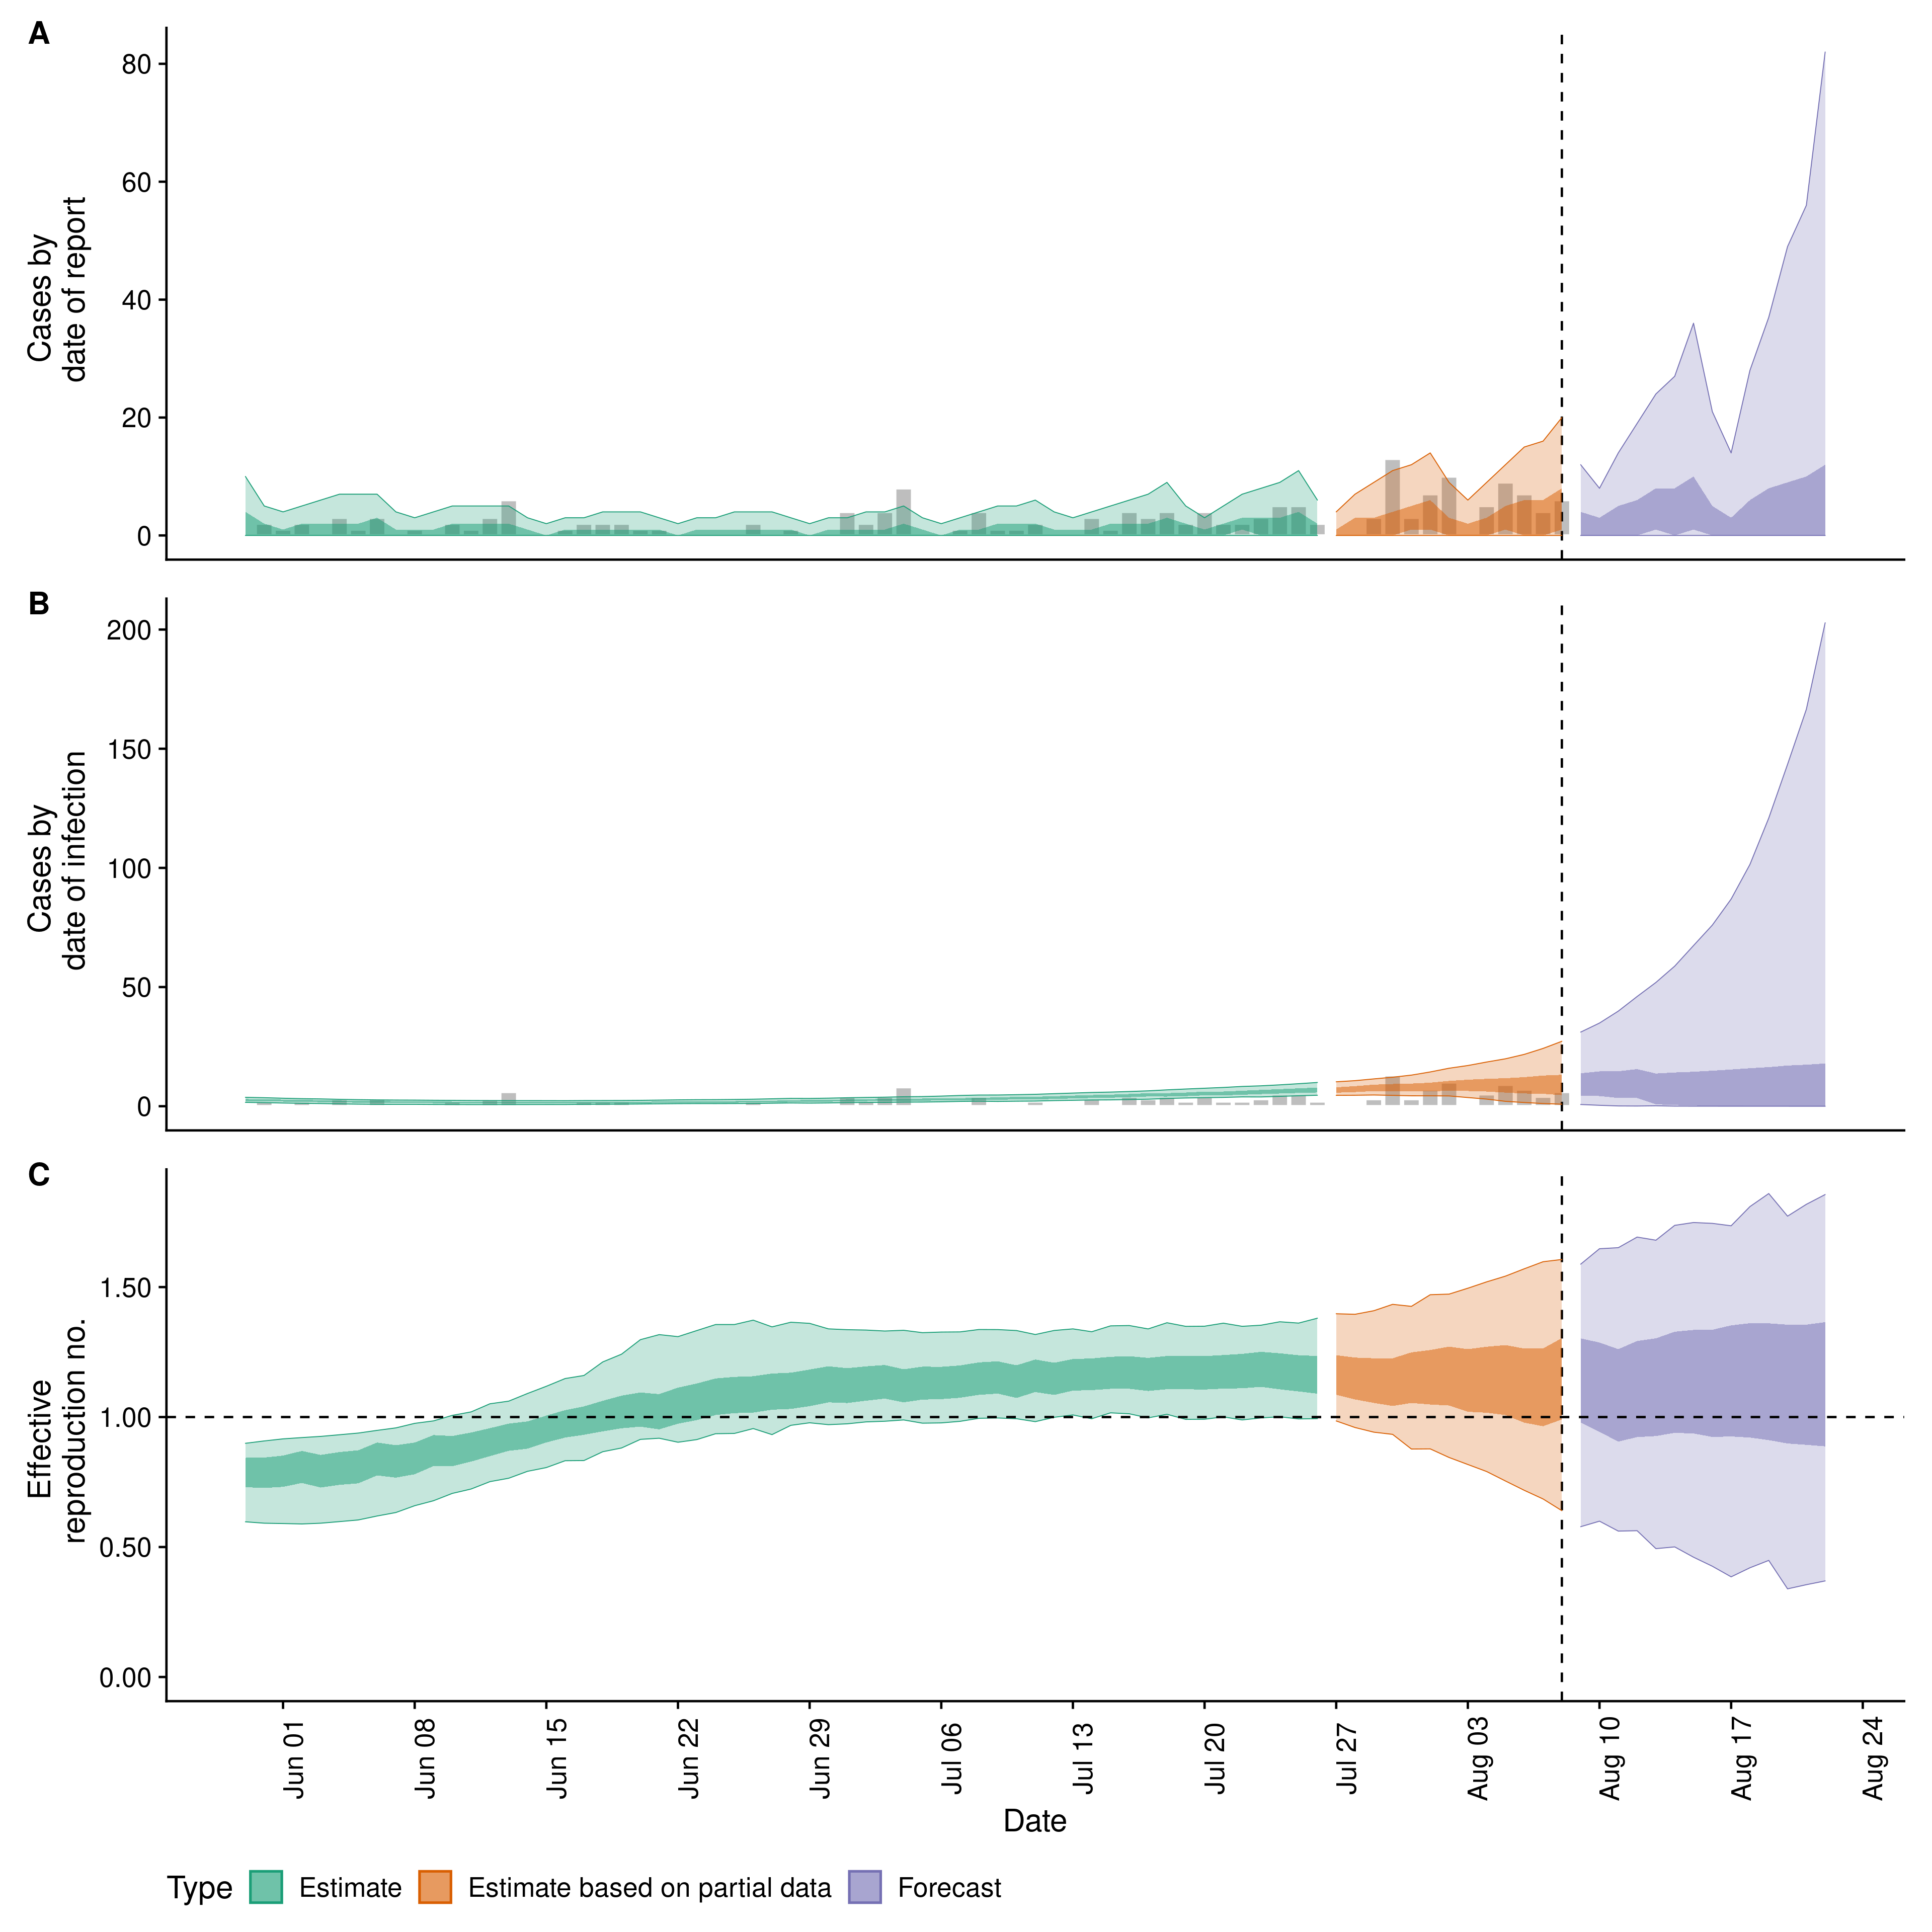 A
80
60
40
20
0
Cases by
date of report
B
200
150
100
50
0
Cases by
date of infection
C
1.50
1.00
0.50
0.00
Effective
reproduction no.
Jun 01
Jun 08
Jun 15
Jun 22
Jun 29
Jul 06
Jul 13
Jul 20
Jul 27
Aug 03
Aug 10
Aug 17
Aug 24
Date
Type Estimate Estimate based on partial data Forecast